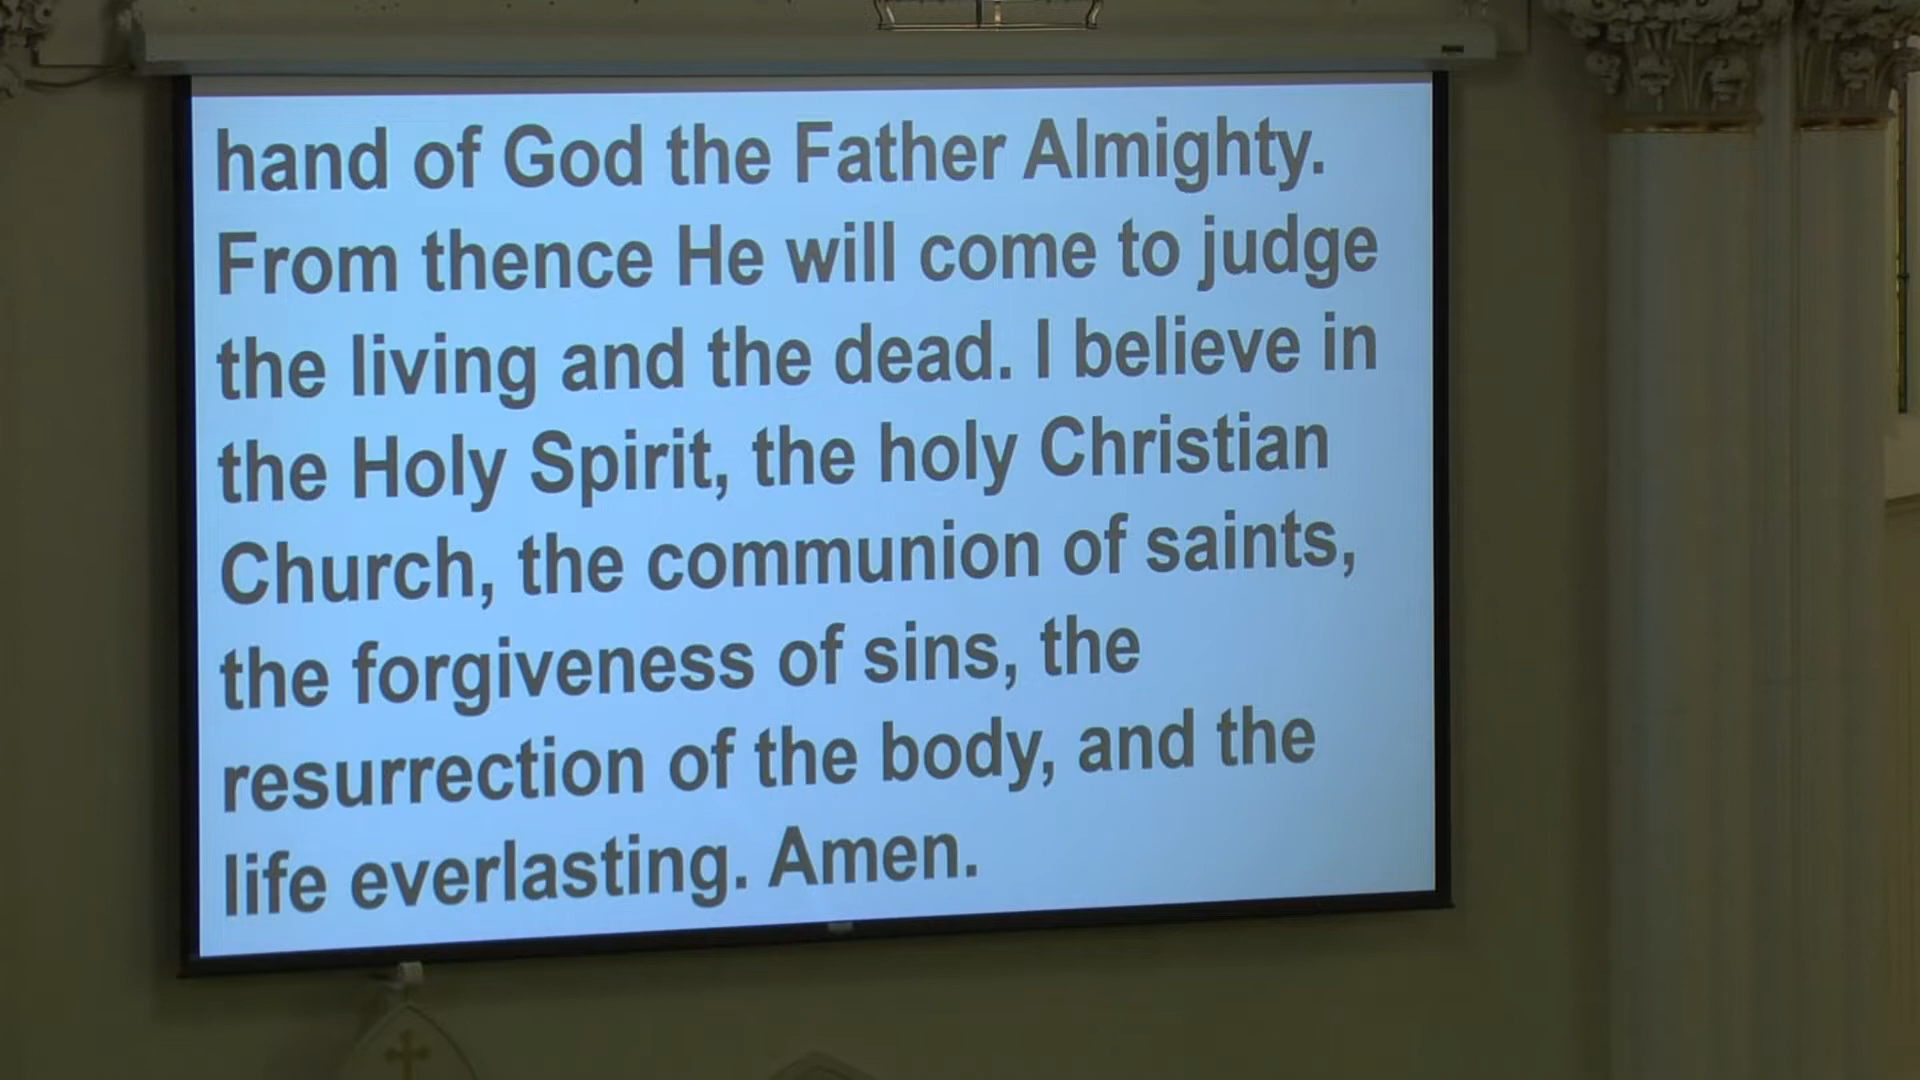 hand of God the Father Almighty.
From thence He will come to judge
the living and the dead. I believe in
the Holy Spirit, the holy Christian
Church, the communion of saints,
the forgiveness of sins, the
resurrection of the body, and the
life everlasting. Amen.